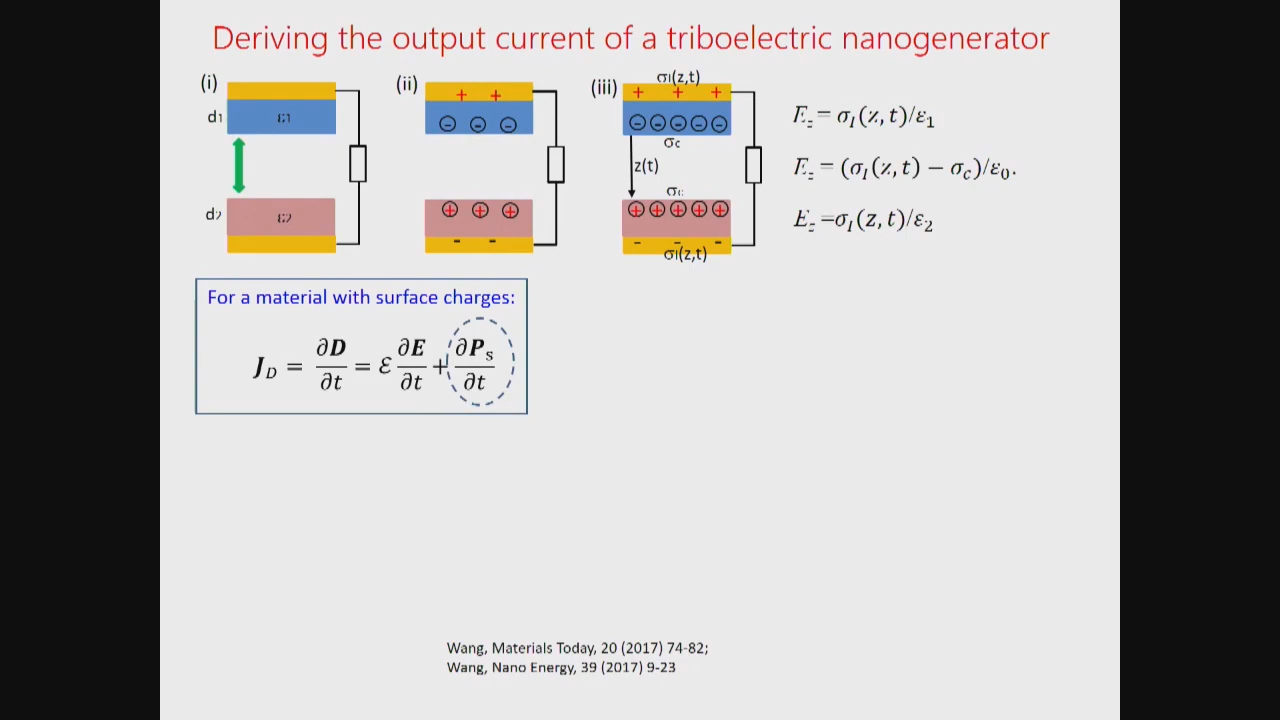 Deriving the output current of a triboelectric nanogenerator
(i)
d1
ε1
d2
ε2
(ii)
+ +
- - -
+ + +
- -
(iii)
σI(z,t)
+ + +
- - - - -
σc
z(t)
σc
+ + + + +
- - -
σI(z,t)
Ez = σI(z, t)/ε1
Ez = (σI(z, t) − σc)/ε0.
Ez =σI(z, t)/ε2
For a material with surface charges:
JD = ∂D/∂t = ε ∂E/∂t + ∂Ps/∂t
Wang, Materials Today, 20 (2017) 74-82;
Wang, Nano Energy, 39 (2017) 9-23